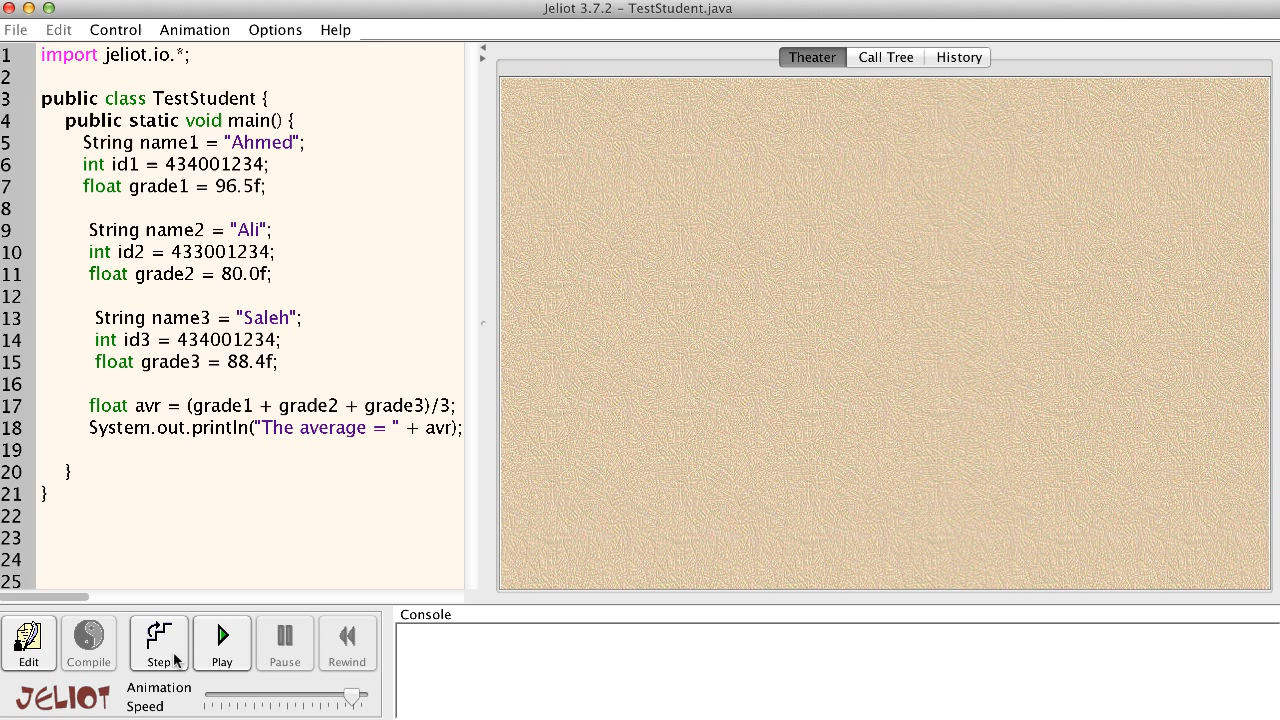 Jeliot 3.7.2 – TestStudent.java
File Edit Control Animation Options Help
Theater Call Tree History
1 import jeliot.io.*;
2
3 public class TestStudent {
4 public static void main() {
5 String name1 = "Ahmed";
6 int id1 = 434001234;
7 float grade1 = 96.5f;
8
9 String name2 = "Ali";
10 int id2 = 433001234;
11 float grade2 = 80.0f;
12
13 String name3 = "Saleh";
14 int id3 = 434001234;
15 float grade3 = 88.4f;
16
17 float avr = (grade1 + grade2 + grade3)/3;
18 System.out.println("The average = " + avr);
19
20 }
21 }
22
23
24
25
Edit Compile Step Play Pause Rewind
JELIOT
Animation
Speed
Console